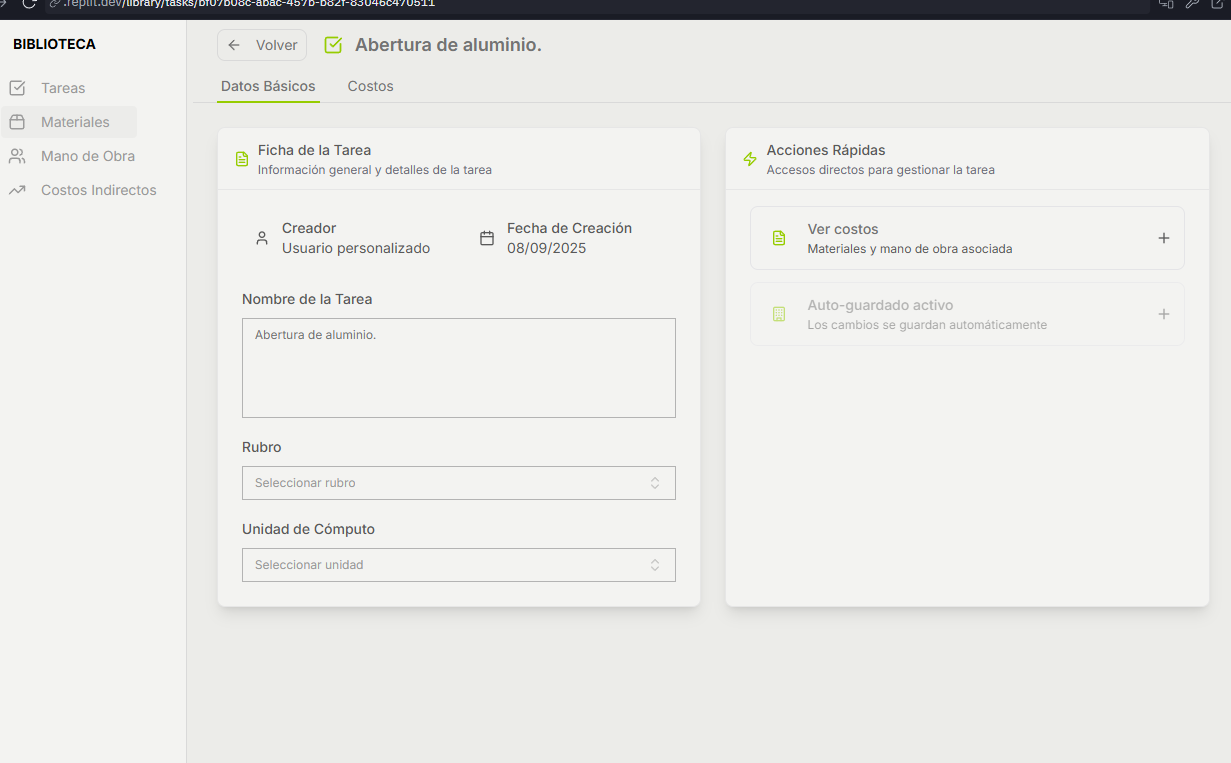 .replit.dev/library/tasks/bf07b08c-abac-457b-b82f-83046c470511
BIBLIOTECA
Tareas
Materiales
Mano de Obra
Costos Indirectos
Volver
Abertura de aluminio.
Datos Básicos
Costos
Ficha de la Tarea
Información general y detalles de la tarea
Creador
Usuario personalizado
Fecha de Creación
08/09/2025
Nombre de la Tarea
Abertura de aluminio.
Rubro
Seleccionar rubro
Unidad de Cómputo
Seleccionar unidad
Acciones Rápidas
Accesos directos para gestionar la tarea
Ver costos
Materiales y mano de obra asociada
Auto-guardado activo
Los cambios se guardan automáticamente